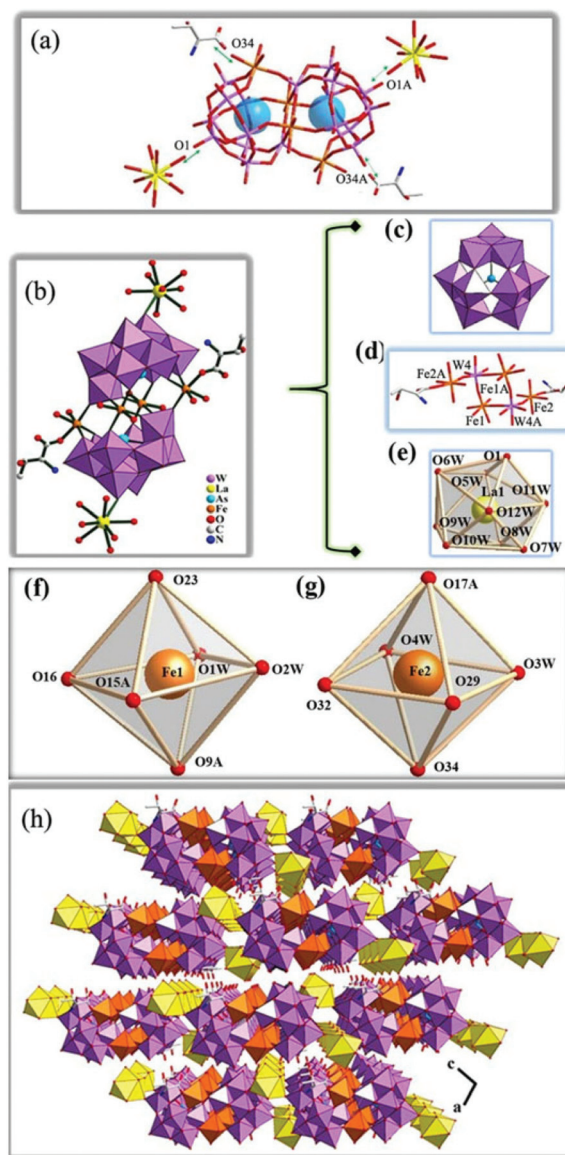 (a)
O34
O1A
O1
O34A
(b)
W
La
As
Fe
O
C
N
(c)
(d)
Fe2A
W4
Fe1A
Fe2
Fe1
W4A
(e)
O6W
O1
O5W
La1
O11W
O12W
O9W
O8W
O10W
O7W
(f)
O23
O16
Fe1
O1W
O2W
O15A
O9A
(g)
O17A
O4W
O3W
Fe2
O32
O29
O34
(h)
c
a